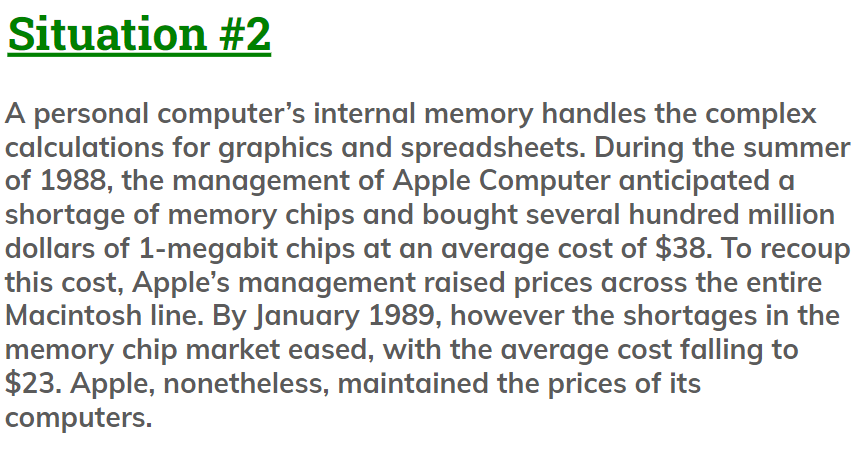 Situation #2
A personal computer’s internal memory handles the complex
calculations for graphics and spreadsheets. During the summer
of 1988, the management of Apple Computer anticipated a
shortage of memory chips and bought several hundred million
dollars of 1-megabit chips at an average cost of $38. To recoup
this cost, Apple’s management raised prices across the entire
Macintosh line. By January 1989, however the shortages in the
memory chip market eased, with the average cost falling to
$23. Apple, nonetheless, maintained the prices of its
computers.